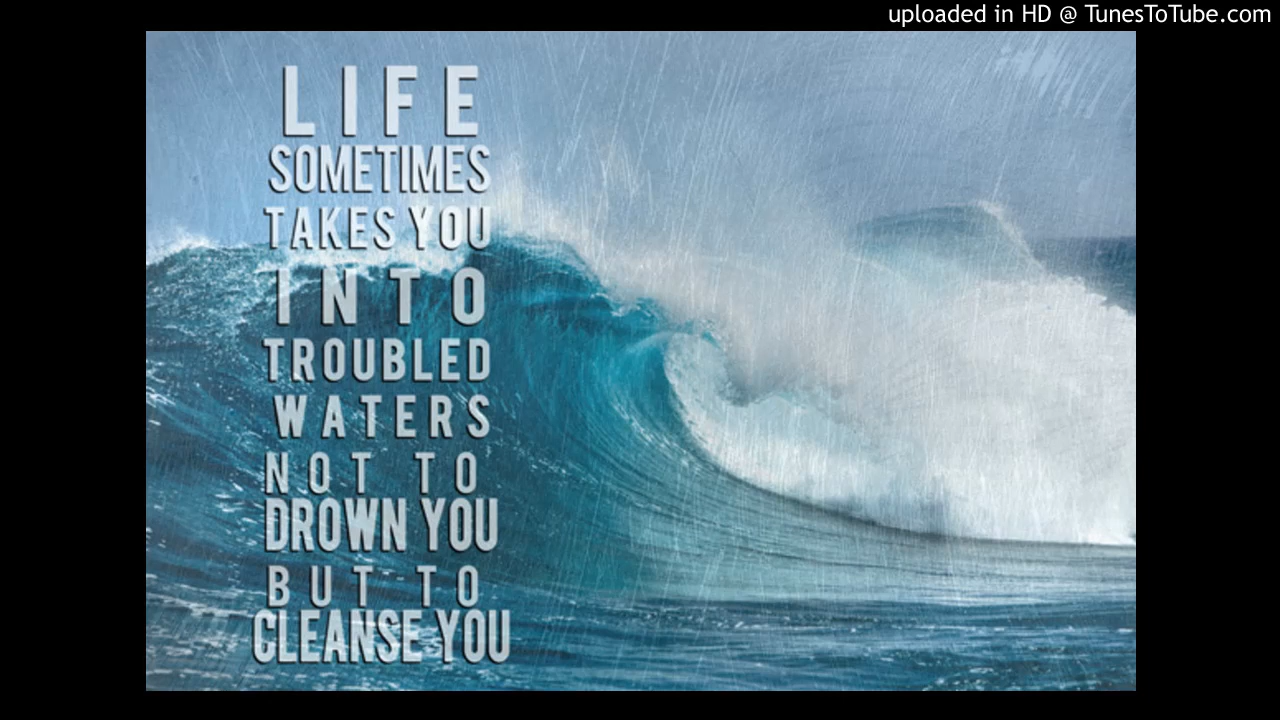 uploaded in HD @ TunesToTube.com
LIFE
SOMETIMES
TAKES YOU
INTO
TROUBLED
WATERS
NOT TO
DROWN YOU
BUT TO
CLEANSE YOU